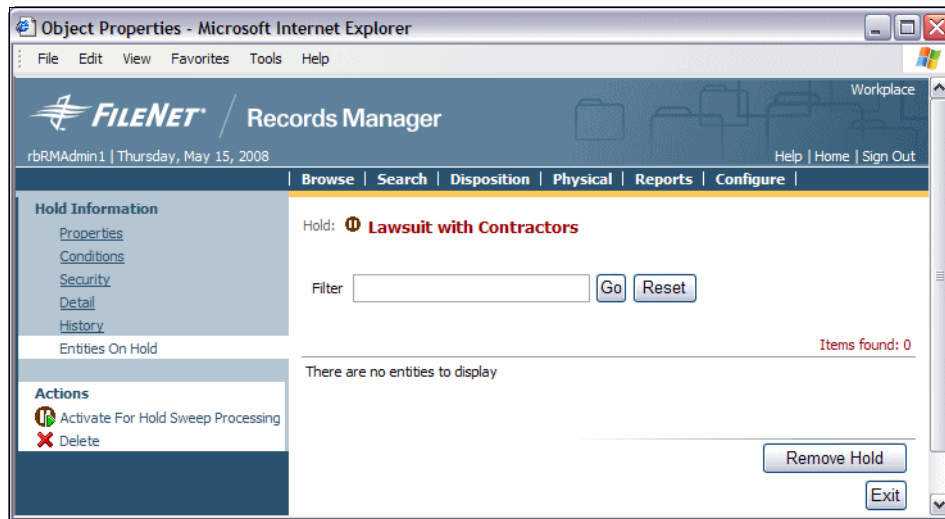 Object Properties - Microsoft Internet Explorer
File Edit View Favorites Tools Help
Workplace
FILENET Records Manager
rbRMAdmin1 | Thursday, May 15, 2008
Help | Home | Sign Out
| Browse | Search | Disposition | Physical | Reports | Configure |
Hold Information
Properties
Conditions
Security
Detail
History
Entities On Hold
Actions
Activate For Hold Sweep Processing
Delete
Hold: Lawsuit with Contractors
Filter Go Reset
Items found: 0
There are no entities to display
Remove Hold
Exit